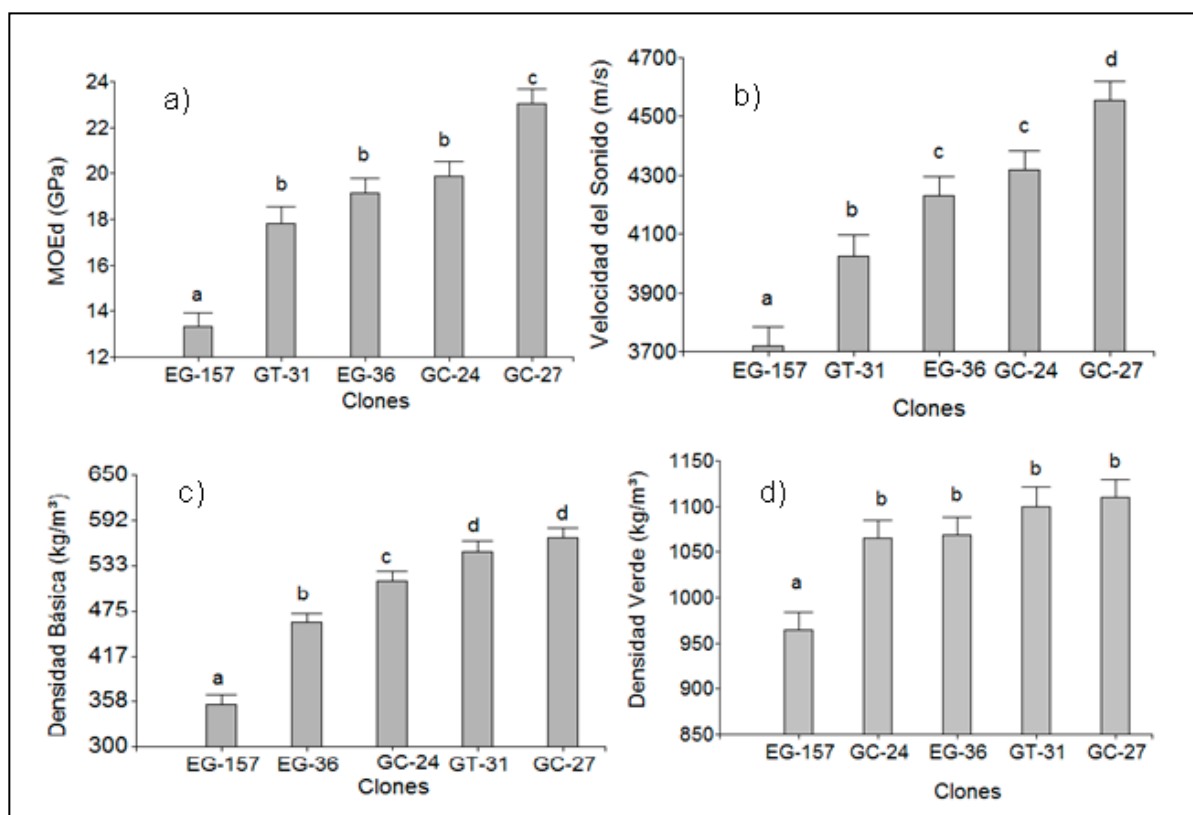 a)
MOEd (GPa)
24
22
20
18
16
14
12
a
b
b
b
c
EG-157 GT-31 EG-36 GC-24 GC-27
Clones
b)
Velocidad del Sonido (m/s)
4700
4500
4300
4100
3900
3700
a
b
c
c
d
EG-157 GT-31 EG-36 GC-24 GC-27
Clones
c)
Densidad Básica (kg/m³)
650
592
533
475
417
358
300
a
b
c
d
d
EG-157 EG-36 GC-24 GT-31 GC-27
Clones
d)
Densidad Verde (kg/m³)
1150
1100
1050
1000
950
900
850
a
b
b
b
b
EG-157 GC-24 EG-36 GT-31 GC-27
Clones